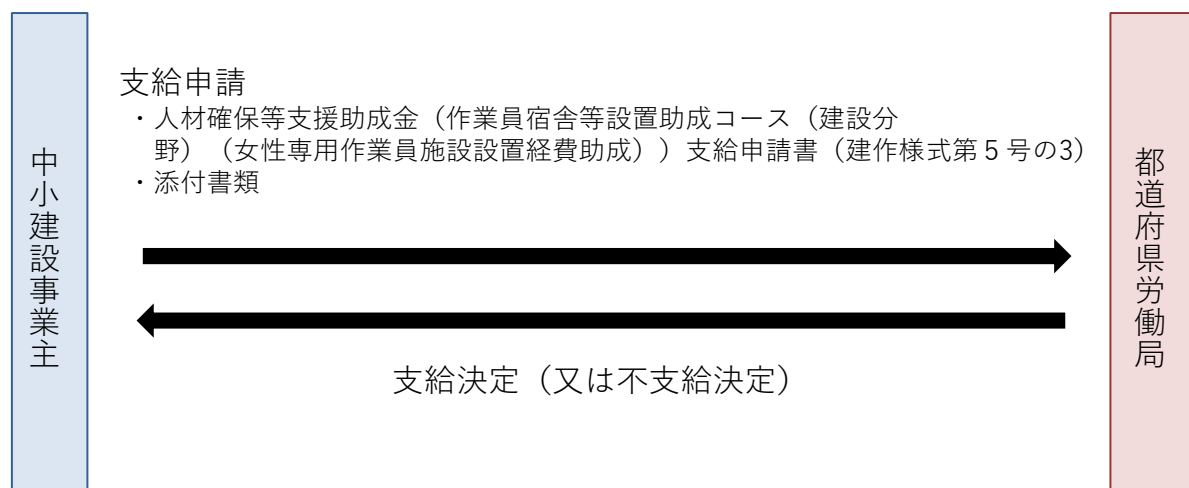 中小建設事業主
支給申請
・人材確保等支援助成金（作業員宿舎等設置助成コース（建設分
野）（女性専用作業員施設設置経費助成））支給申請書（建作様式第５号の3）
・添付書類
支給決定（又は不支給決定）
都道府県労働局